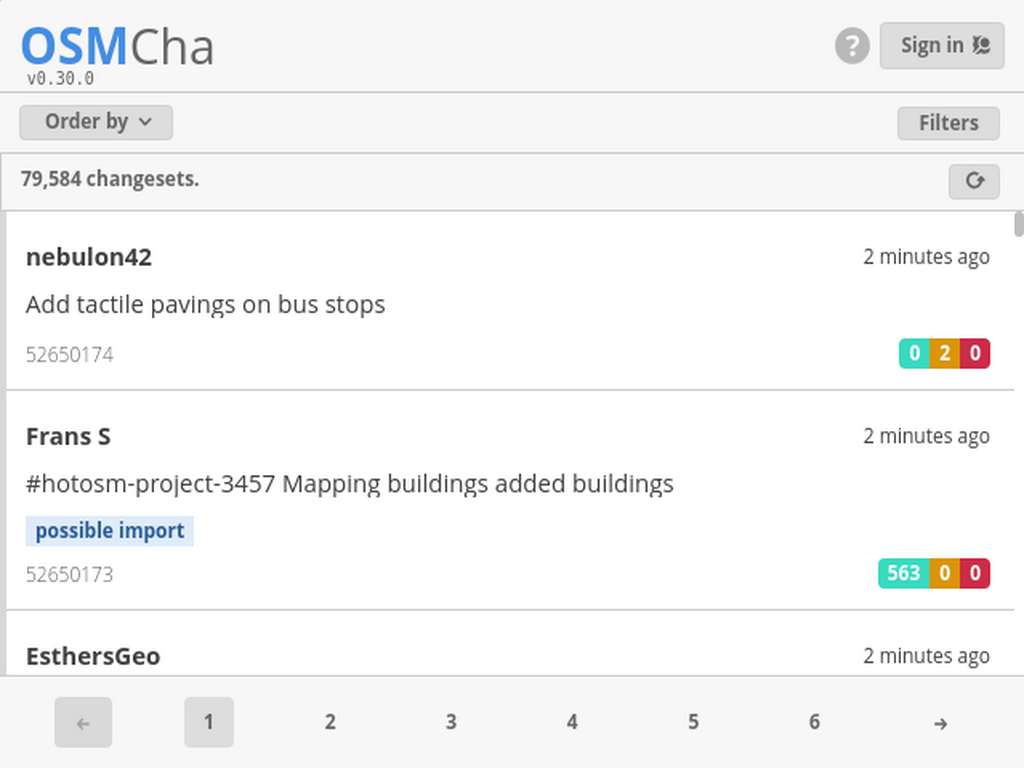 OSMCha
v0.30.0
? Sign in
Order by
Filters
79,584 changesets.
nebulon42 2 minutes ago
Add tactile pavings on bus stops
52650174 0 2 0
Frans S 2 minutes ago
#hotosm-project-3457 Mapping buildings added buildings
possible import
52650173 563 0 0
EsthersGeo 2 minutes ago
← 1 2 3 4 5 6 →